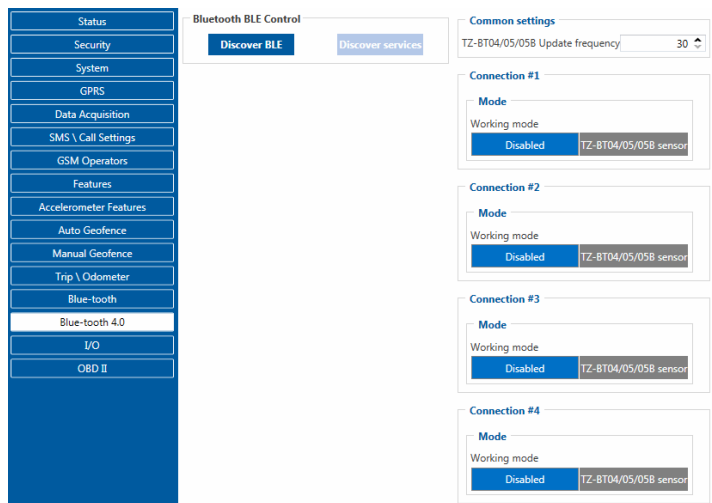 Status
Security
System
GPRS
Data Acquisition
SMS \ Call Settings
GSM Operators
Features
Accelerometer Features
Auto Geofence
Manual Geofence
Trip \ Odometer
Blue-tooth
Blue-tooth 4.0
I/O
OBD II
Bluetooth BLE Control
Discover BLE
Discover services
Common settings
TZ-BT04/05/05B Update frequency 30
Connection #1
Mode
Working mode
Disabled TZ-BT04/05/05B sensor
Connection #2
Mode
Working mode
Disabled TZ-BT04/05/05B sensor
Connection #3
Mode
Working mode
Disabled TZ-BT04/05/05B sensor
Connection #4
Mode
Working mode
Disabled TZ-BT04/05/05B sensor